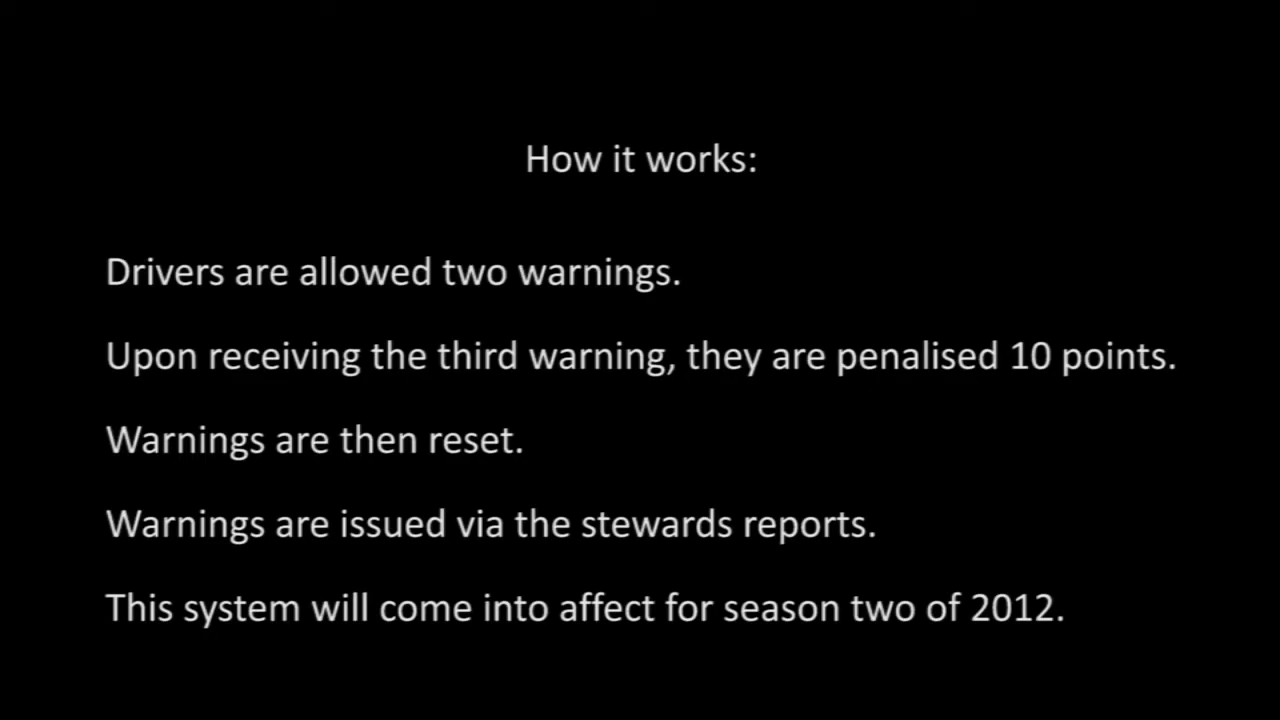 How it works:
Drivers are allowed two warnings.
Upon receiving the third warning, they are penalised 10 points.
Warnings are then reset.
Warnings are issued via the stewards reports.
This system will come into affect for season two of 2012.